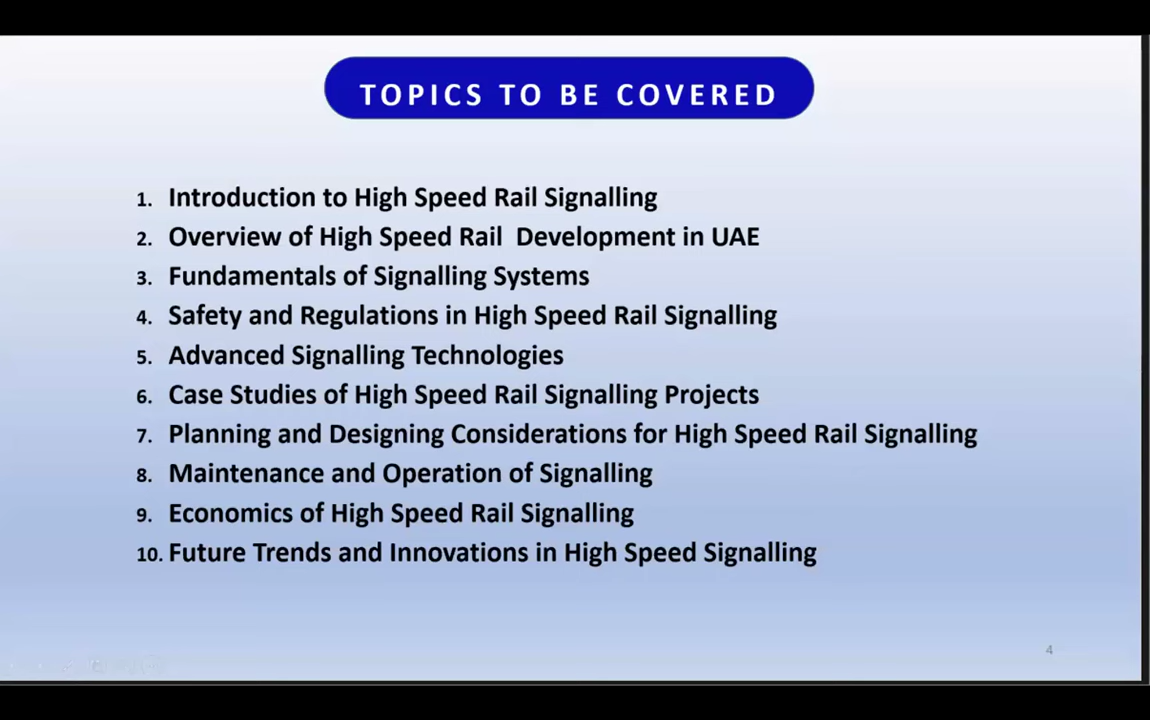 TOPICS TO BE COVERED
1. Introduction to High Speed Rail Signalling
2. Overview of High Speed Rail Development in UAE
3. Fundamentals of Signalling Systems
4. Safety and Regulations in High Speed Rail Signalling
5. Advanced Signalling Technologies
6. Case Studies of High Speed Rail Signalling Projects
7. Planning and Designing Considerations for High Speed Rail Signalling
8. Maintenance and Operation of Signalling
9. Economics of High Speed Rail Signalling
10. Future Trends and Innovations in High Speed Signalling
4